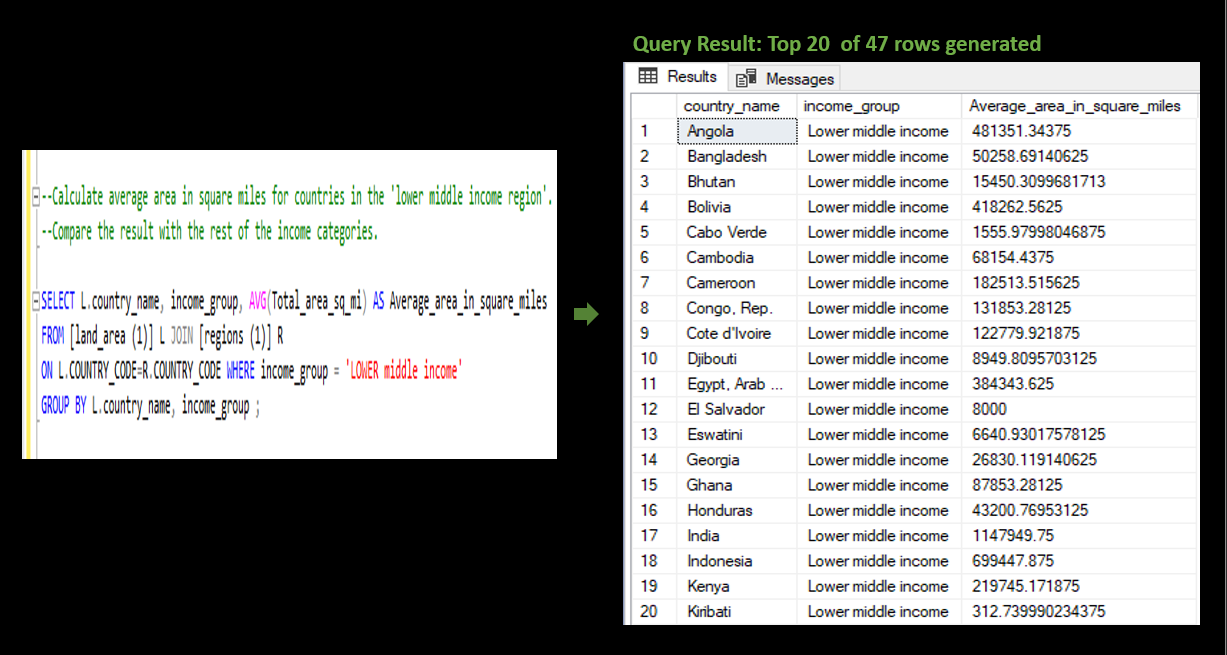 Query Result: Top 20 of 47 rows generated
--Calculate average area in square miles for countries in the 'lower middle income region'.
--Compare the result with the rest of the income categories.
SELECT L.country_name, income_group, AVG(Total_area_sq_mi) AS Average_area_in_square_miles
FROM [land_area (1)] L JOIN [regions (1)] R
ON L.COUNTRY_CODE=R.COUNTRY_CODE WHERE income_group = 'LOWER middle income'
GROUP BY L.country_name, income_group ;
Results Messages
country_name income_group Average_area_in_square_miles
1 Angola Lower middle income 481351.34375
2 Bangladesh Lower middle income 50258.69140625
3 Bhutan Lower middle income 15450.3099681713
4 Bolivia Lower middle income 418262.5625
5 Cabo Verde Lower middle income 1555.97998046875
6 Cambodia Lower middle income 68154.4375
7 Cameroon Lower middle income 182513.515625
8 Congo, Rep. Lower middle income 131853.28125
9 Cote d'Ivoire Lower middle income 122779.921875
10 Djibouti Lower middle income 8949.8095703125
11 Egypt, Arab ... Lower middle income 384343.625
12 El Salvador Lower middle income 8000
13 Eswatini Lower middle income 6640.93017578125
14 Georgia Lower middle income 26830.119140625
15 Ghana Lower middle income 87853.28125
16 Honduras Lower middle income 43200.76953125
17 India Lower middle income 1147949.75
18 Indonesia Lower middle income 699447.875
19 Kenya Lower middle income 219745.171875
20 Kiribati Lower middle income 312.739990234375